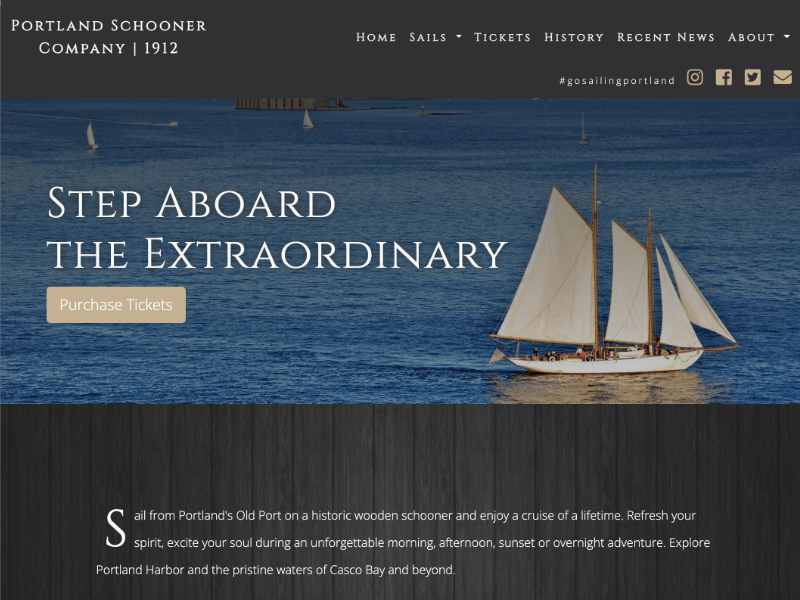 Portland Schooner
Company | 1912
Home Sails Tickets History Recent News About
#gosailingportland
Step Aboard
the Extraordinary
Purchase Tickets
Sail from Portland's Old Port on a historic wooden schooner and enjoy a cruise of a lifetime. Refresh your
spirit, excite your soul during an unforgettable morning, afternoon, sunset or overnight adventure. Explore
Portland Harbor and the pristine waters of Casco Bay and beyond.